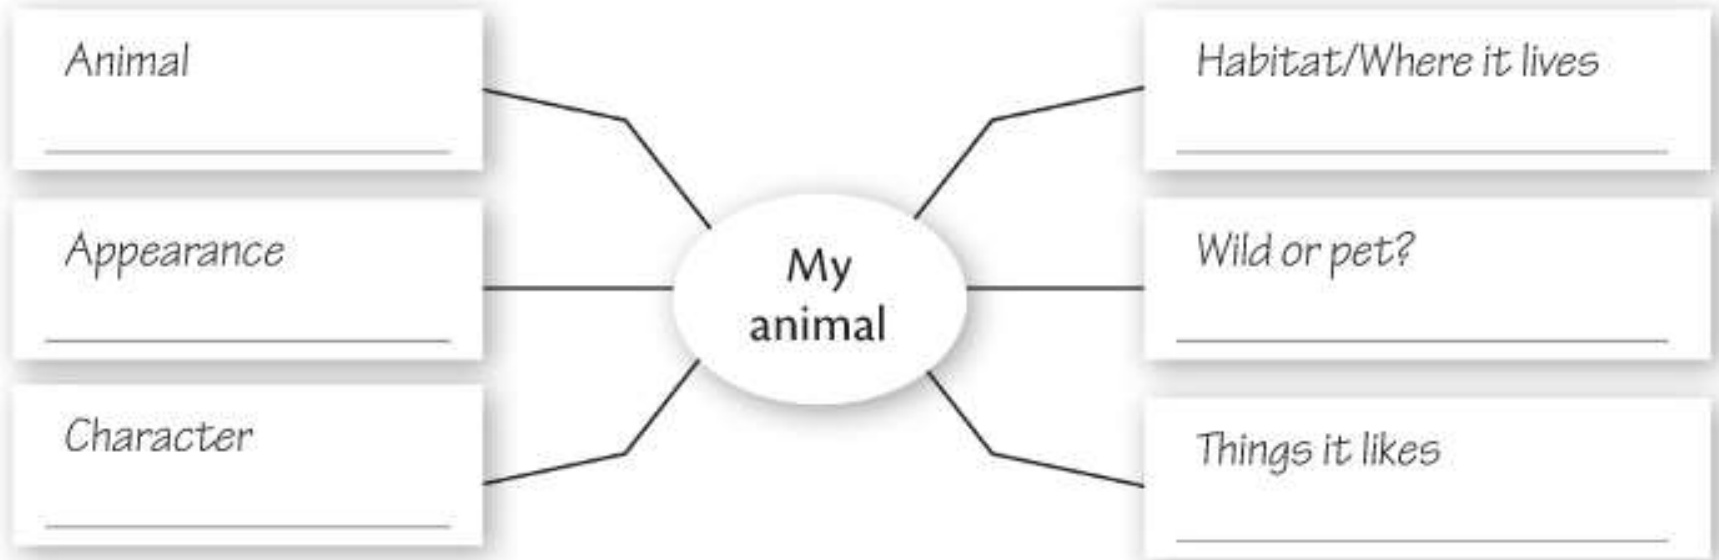 Animal
Appearance
Character
My
animal
Habitat/Where it lives
Wild or pet?
Things it likes